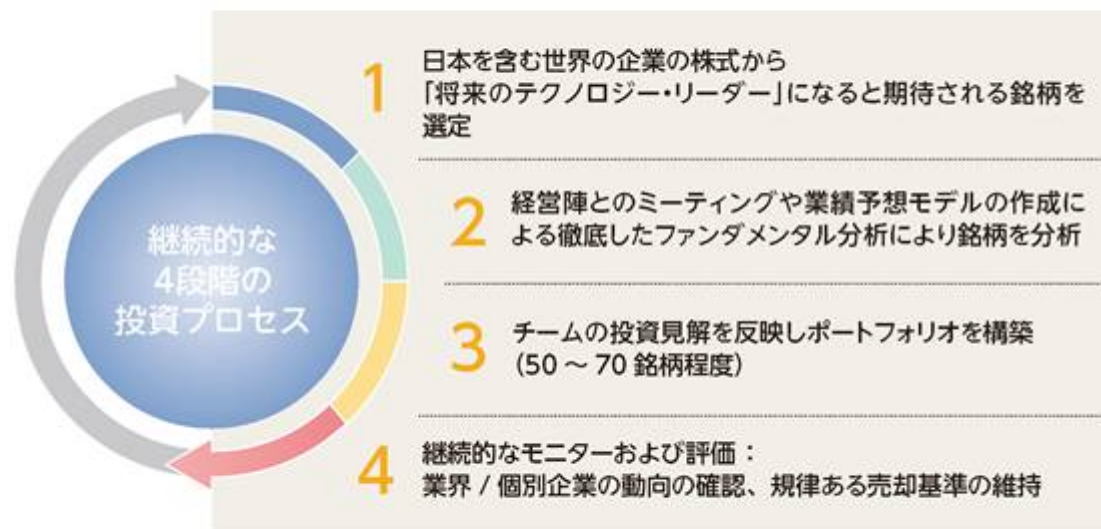 継続的な
4段階の
投資プロセス
1
日本を含む世界の企業の株式から
「将来のテクノロジー・リーダー」になると期待される銘柄を
選定
2
経営陣とのミーティングや業績予想モデルの作成に
よる徹底したファンダメンタル分析により銘柄を分析
3
チームの投資見解を反映しポートフォリオを構築
(50 ～ 70 銘柄程度)
4
継続的なモニターおよび評価：
業界 / 個別企業の動向の確認、規律ある売却基準の維持